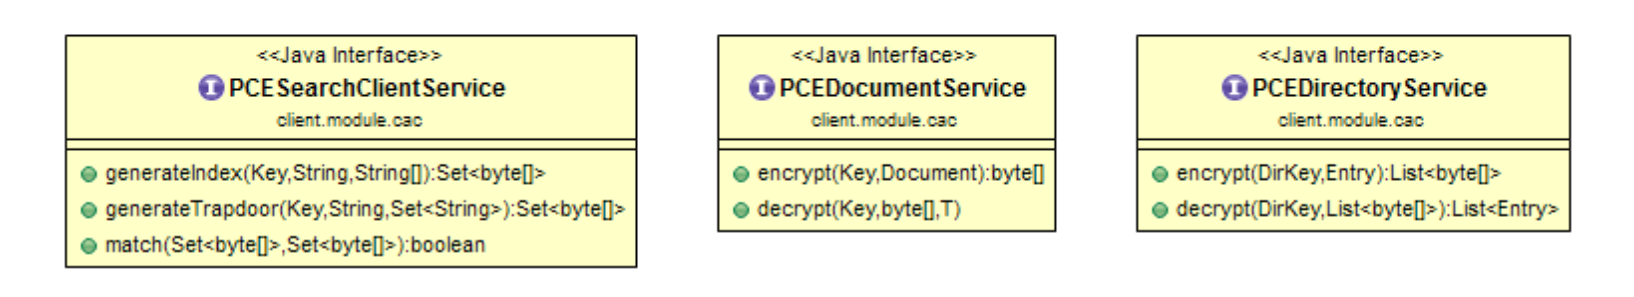 <<Java Interface>>
PCESearchClientService
client.module.cac
generateIndex(Key,String,String[]):Set<byte[]>
generateTrapdoor(Key,String,Set<String>):Set<byte[]>
match(Set<byte[]>,Set<byte[]>):boolean
<<Java Interface>>
PCEDocumentService
client.module.cac
encrypt(Key,Document):byte[]
decrypt(Key,byte[],T)
<<Java Interface>>
PCEDirectoryService
client.module.cac
encrypt(DirKey,Entry):List<byte[]>
decrypt(DirKey,List<byte[]>):List<Entry>